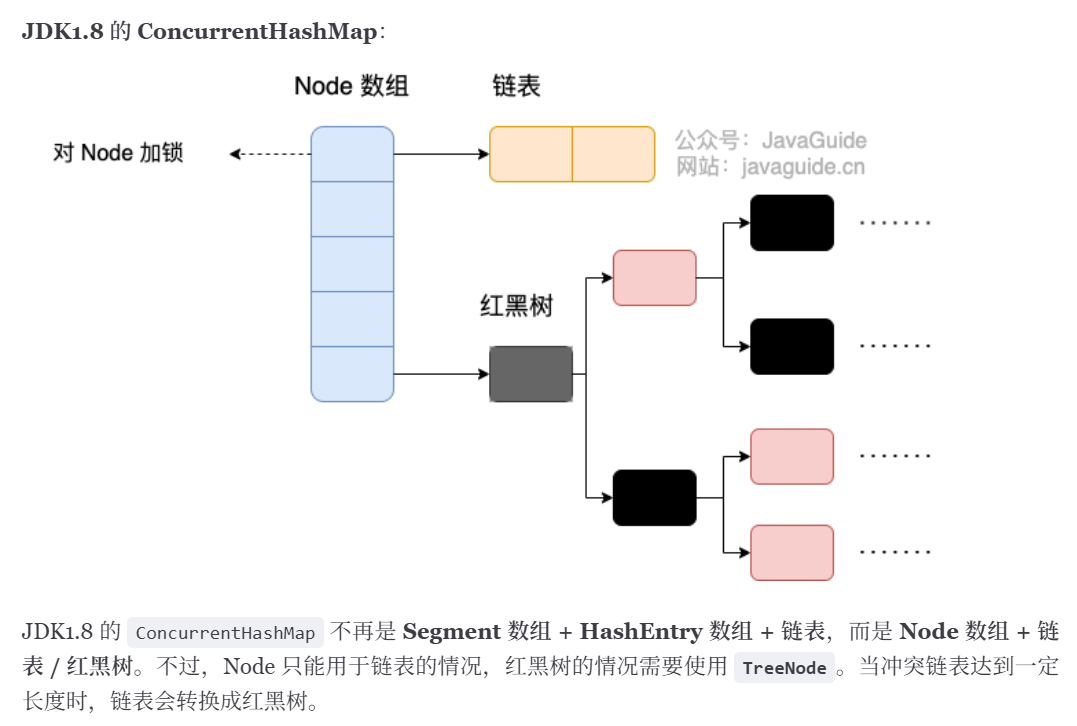 JDK1.8 的 ConcurrentHashMap：
Node 数组
链表
对 Node 加锁
公众号：JavaGuide
网站：javaguide.cn
红黑树
·······
·······
·······
·······
JDK1.8 的 ConcurrentHashMap 不再是 Segment 数组 + HashEntry 数组 + 链表，而是 Node 数组 + 链
表 / 红黑树。不过，Node 只能用于链表的情况，红黑树的情况需要使用 TreeNode 。当冲突链表达到一定
长度时，链表会转换成红黑树。